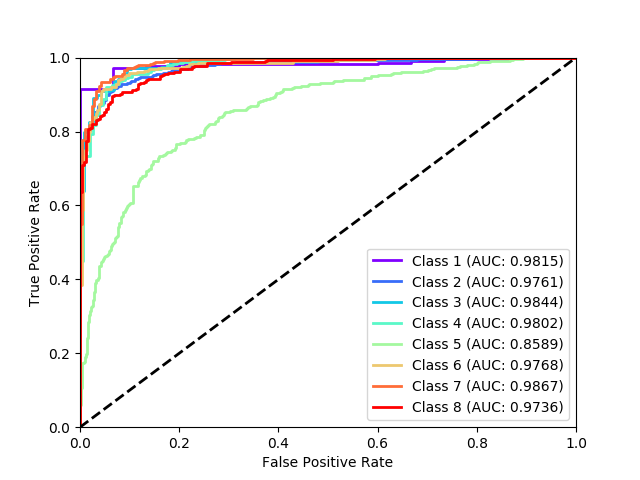 1.0
0.8
0.6
0.4
0.2
0.0
True Positive Rate
Class 1 (AUC: 0.9815)
Class 2 (AUC: 0.9761)
Class 3 (AUC: 0.9844)
Class 4 (AUC: 0.9802)
Class 5 (AUC: 0.8589)
Class 6 (AUC: 0.9768)
Class 7 (AUC: 0.9867)
Class 8 (AUC: 0.9736)
0.0 0.2 0.4 0.6 0.8 1.0
False Positive Rate